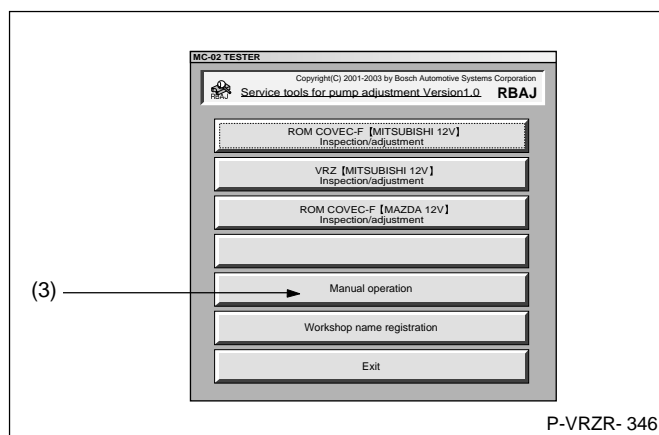 MC-02 TESTER
Copyright(C) 2001-2003 by Bosch Automotive Systems Corporation
RBAJ Service tools for pump adjustment Version1.0 RBAJ
ROM COVEC-F【MITSUBISHI 12V】
Inspection/adjustment
VRZ【MITSUBISHI 12V】
Inspection/adjustment
ROM COVEC-F【MAZDA 12V】
Inspection/adjustment
(3)
Manual operation
Workshop name registration
Exit
P-VRZR- 346